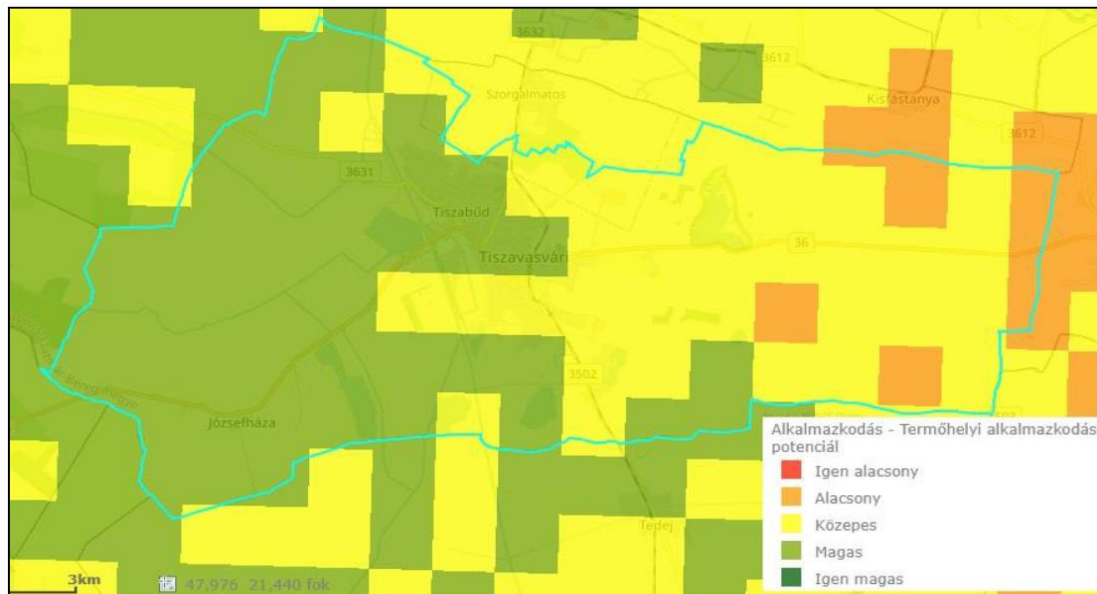 3632
3612
Szorgalmatos
Kisfástanya
3612
3631
Tiszabűd
36
Tiszavasvári
3502
Józsefháza
Tedej
Alkalmazkodás - Termőhelyi alkalmazkodás
potenciál
Igen alacsony
Alacsony
Közepes
Magas
Igen magas
3km
47,976 21,440 fok